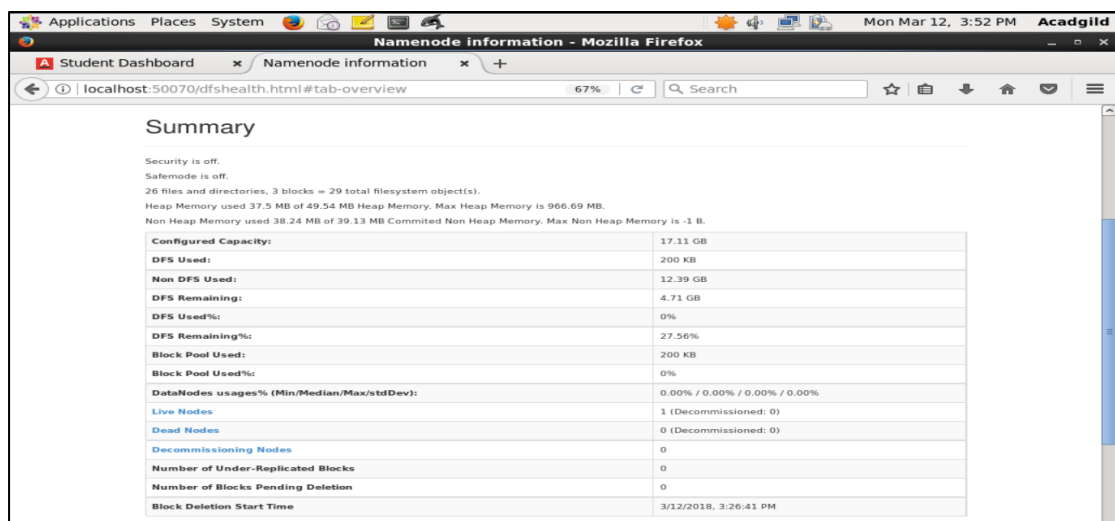 Applications Places System Mon Mar 12, 3:52 PM Acadgild
Namenode information - Mozilla Firefox
A Student Dashboard × Namenode information × +
localhost:50070/dfshealth.html#tab-overview 67% Search
Summary
Security is off.
Safemode is off.
26 files and directories, 3 blocks = 29 total filesystem object(s).
Heap Memory used 37.5 MB of 49.54 MB Heap Memory. Max Heap Memory is 966.69 MB.
Non Heap Memory used 38.24 MB of 39.13 MB Commited Non Heap Memory. Max Non Heap Memory is -1 B.
Configured Capacity: 17.11 GB
DFS Used: 200 KB
Non DFS Used: 12.39 GB
DFS Remaining: 4.71 GB
DFS Used%: 0%
DFS Remaining%: 27.56%
Block Pool Used: 200 KB
Block Pool Used%: 0%
DataNodes usages% (Min/Median/Max/stdDev): 0.00% / 0.00% / 0.00% / 0.00%
Live Nodes 1 (Decommissioned: 0)
Dead Nodes 0 (Decommissioned: 0)
Decommissioning Nodes 0
Number of Under-Replicated Blocks 0
Number of Blocks Pending Deletion 0
Block Deletion Start Time 3/12/2018, 3:26:41 PM